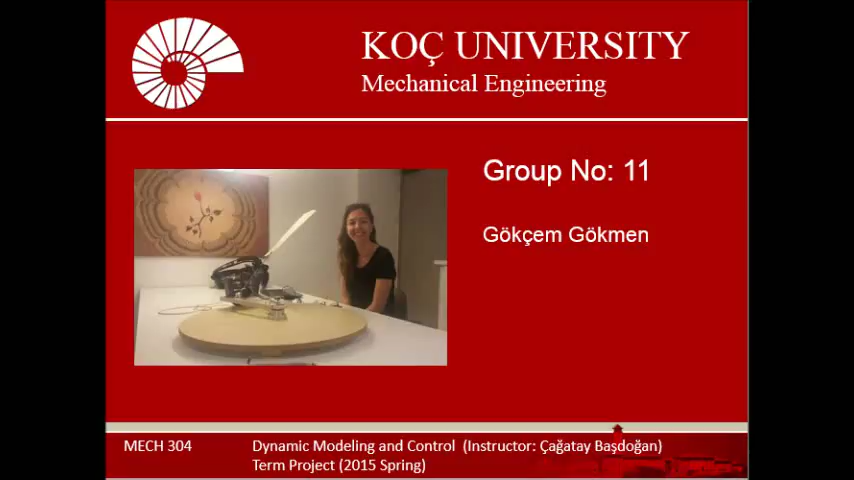 KOÇ UNIVERSITY
Mechanical Engineering
Group No: 11
Gökçem Gökmen
MECH 304
Dynamic Modeling and Control (Instructor: Çağatay Başdoğan)
Term Project (2015 Spring)